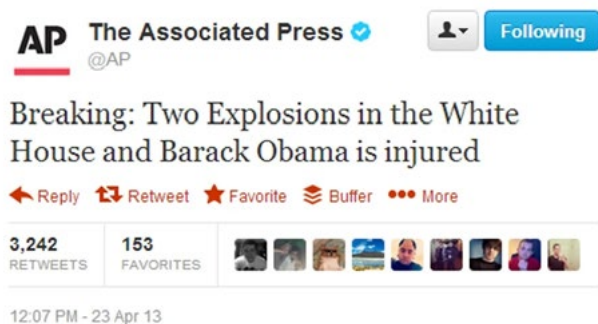 AP
The Associated Press
Following
@AP
Breaking: Two Explosions in the White
House and Barack Obama is injured
Reply Retweet Favorite Buffer More
3,242 153
RETWEETS FAVORITES
12:07 PM - 23 Apr 13